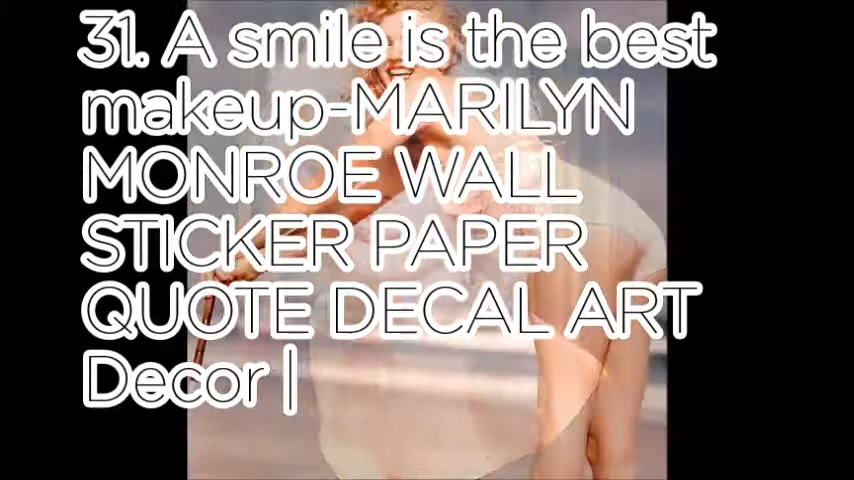 31. A smile is the best
makeup-MARILYN
MONROE WALL
STICKER PAPER
QUOTE DECAL ART
Decor |